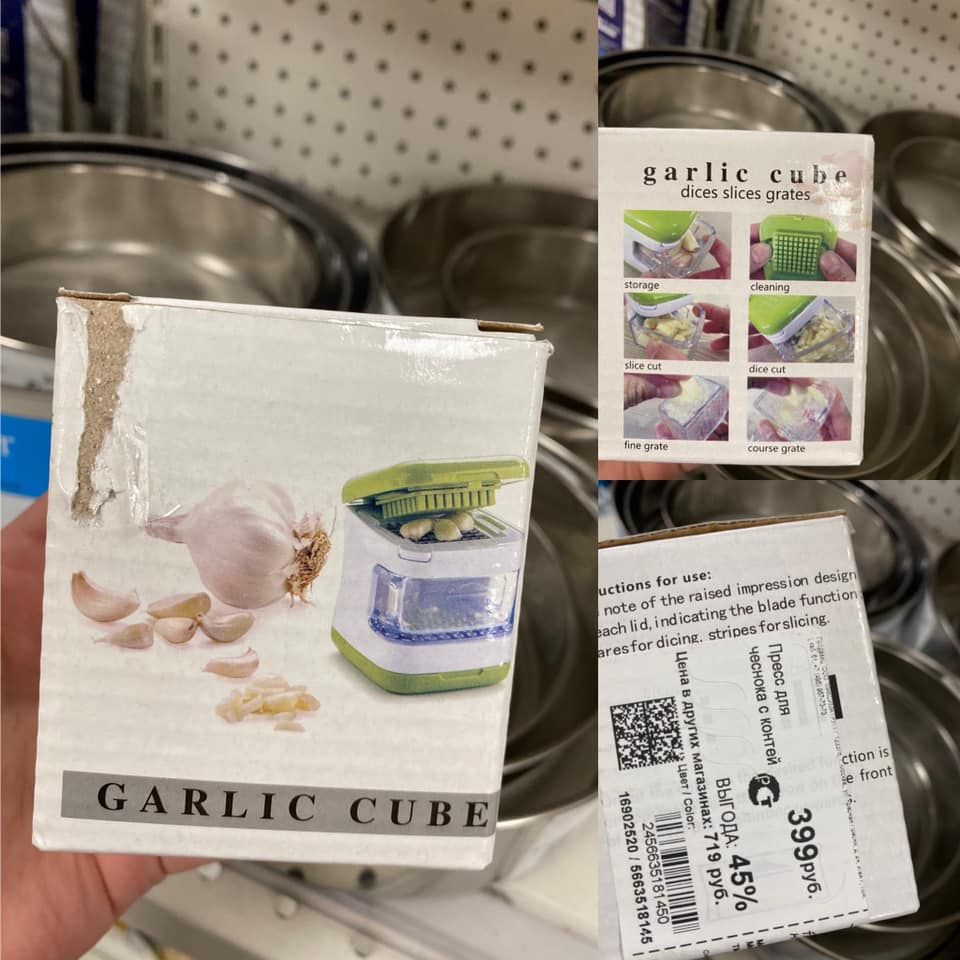 GARLIC CUBE
garlic cube
dices slices grates
storage
cleaning
slice cut
dice cut
fine grate
course grate
uctions for use:
note of the raised impression design
each lid, indicating the blade function
ares for dicing, stripes for slicing.
ction is
e front
Пресс для
чеснока с контей
399руб.
ВЫГОДА: 45%
Цена в других магазинах: 719 руб.
Цвет / Color:
2456635181450
16902520 / 5663518145